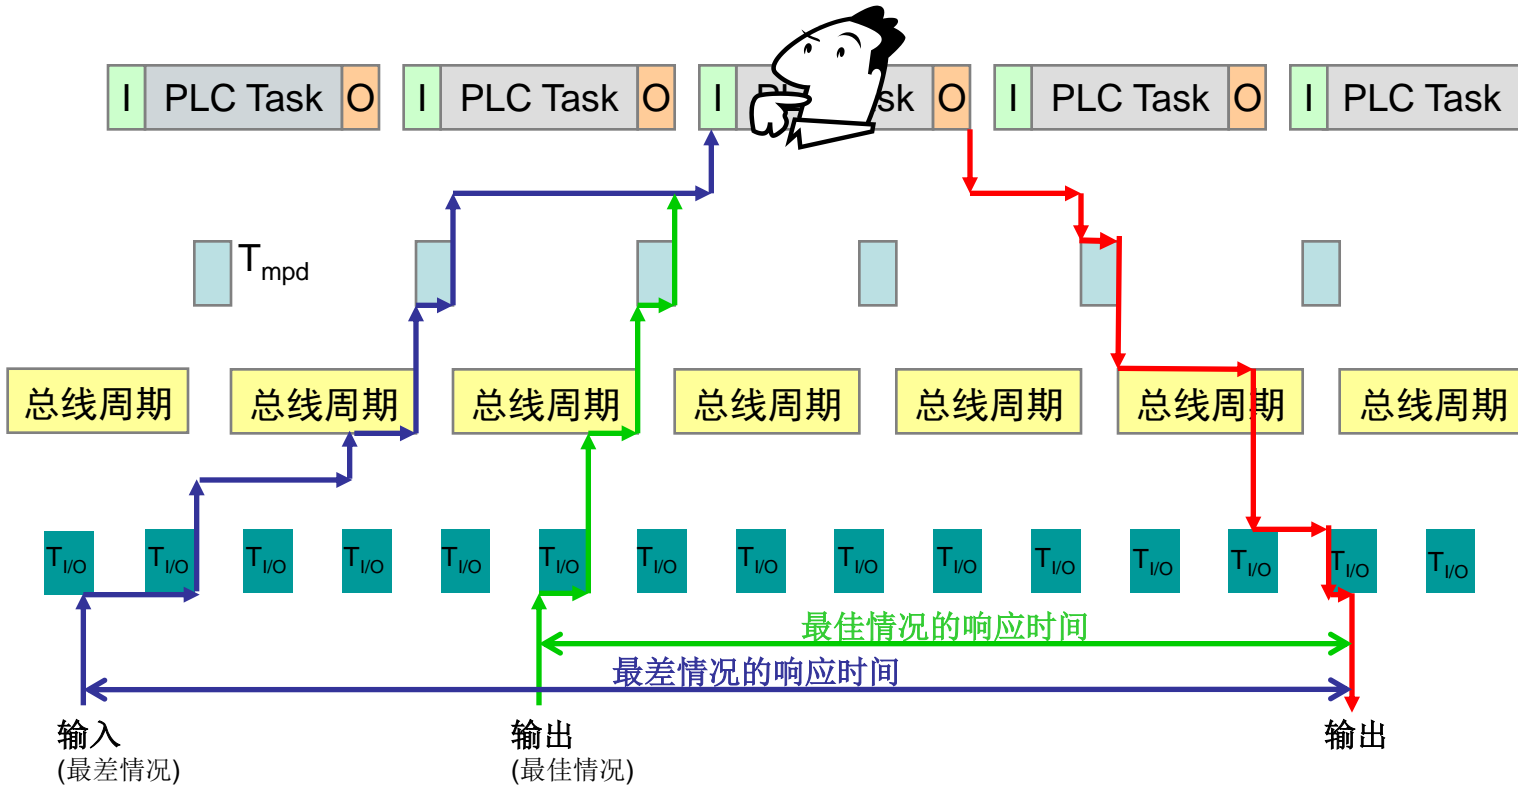 I PLC Task O I PLC Task O I O I PLC Task O I PLC Task
Tmpd
总线周期 总线周期 总线周期 总线周期 总线周期 总线周期 总线周期
TI/O TI/O TI/O TI/O TI/O TI/O TI/O TI/O TI/O TI/O TI/O TI/O TI/O TI/O TI/O
最佳情况的响应时间
最差情况的响应时间
输入 输出 输出
(最差情况) (最佳情况)